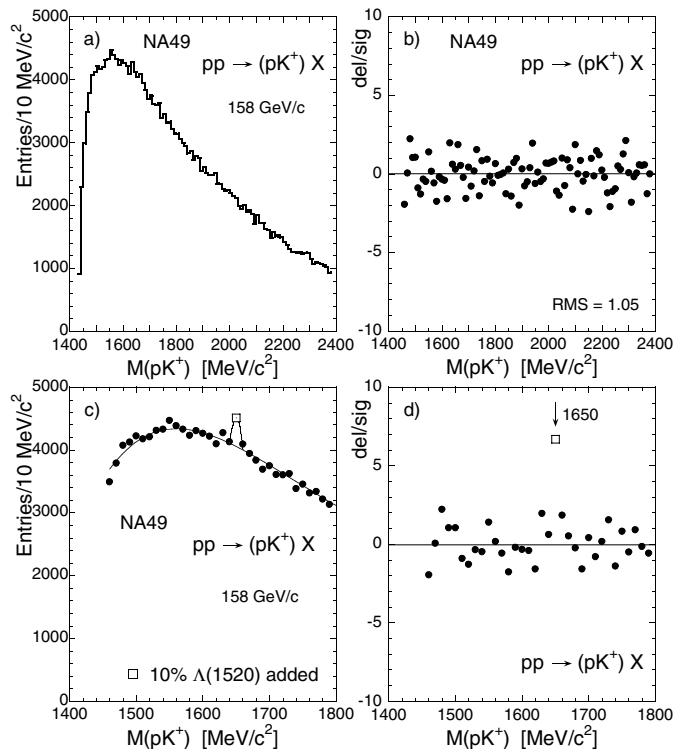 a)
NA49
pp → (pK⁺) X
158 GeV/c
Entries/10 MeV/c²
5000
4000
3000
2000
1000
0
1400 1600 1800 2000 2200 2400
M(pK⁺) [MeV/c²]
b)
NA49
pp → (pK⁺) X
RMS = 1.05
del/sig
10
5
0
-5
-10
1400 1600 1800 2000 2200 2400
M(pK⁺) [MeV/c²]
c)
NA49
pp → (pK⁺) X
158 GeV/c
10% Λ(1520) added
Entries/10 MeV/c²
5000
4000
3000
4000
1000
0
1400 1500 1600 1700 1800
M(pK⁺) [MeV/c²]
d)
1650
pp → (pK⁺) X
del/sig
10
5
0
-5
-10
1400 1500 1600 1700 1800
M(pK⁺) [MeV/c²]